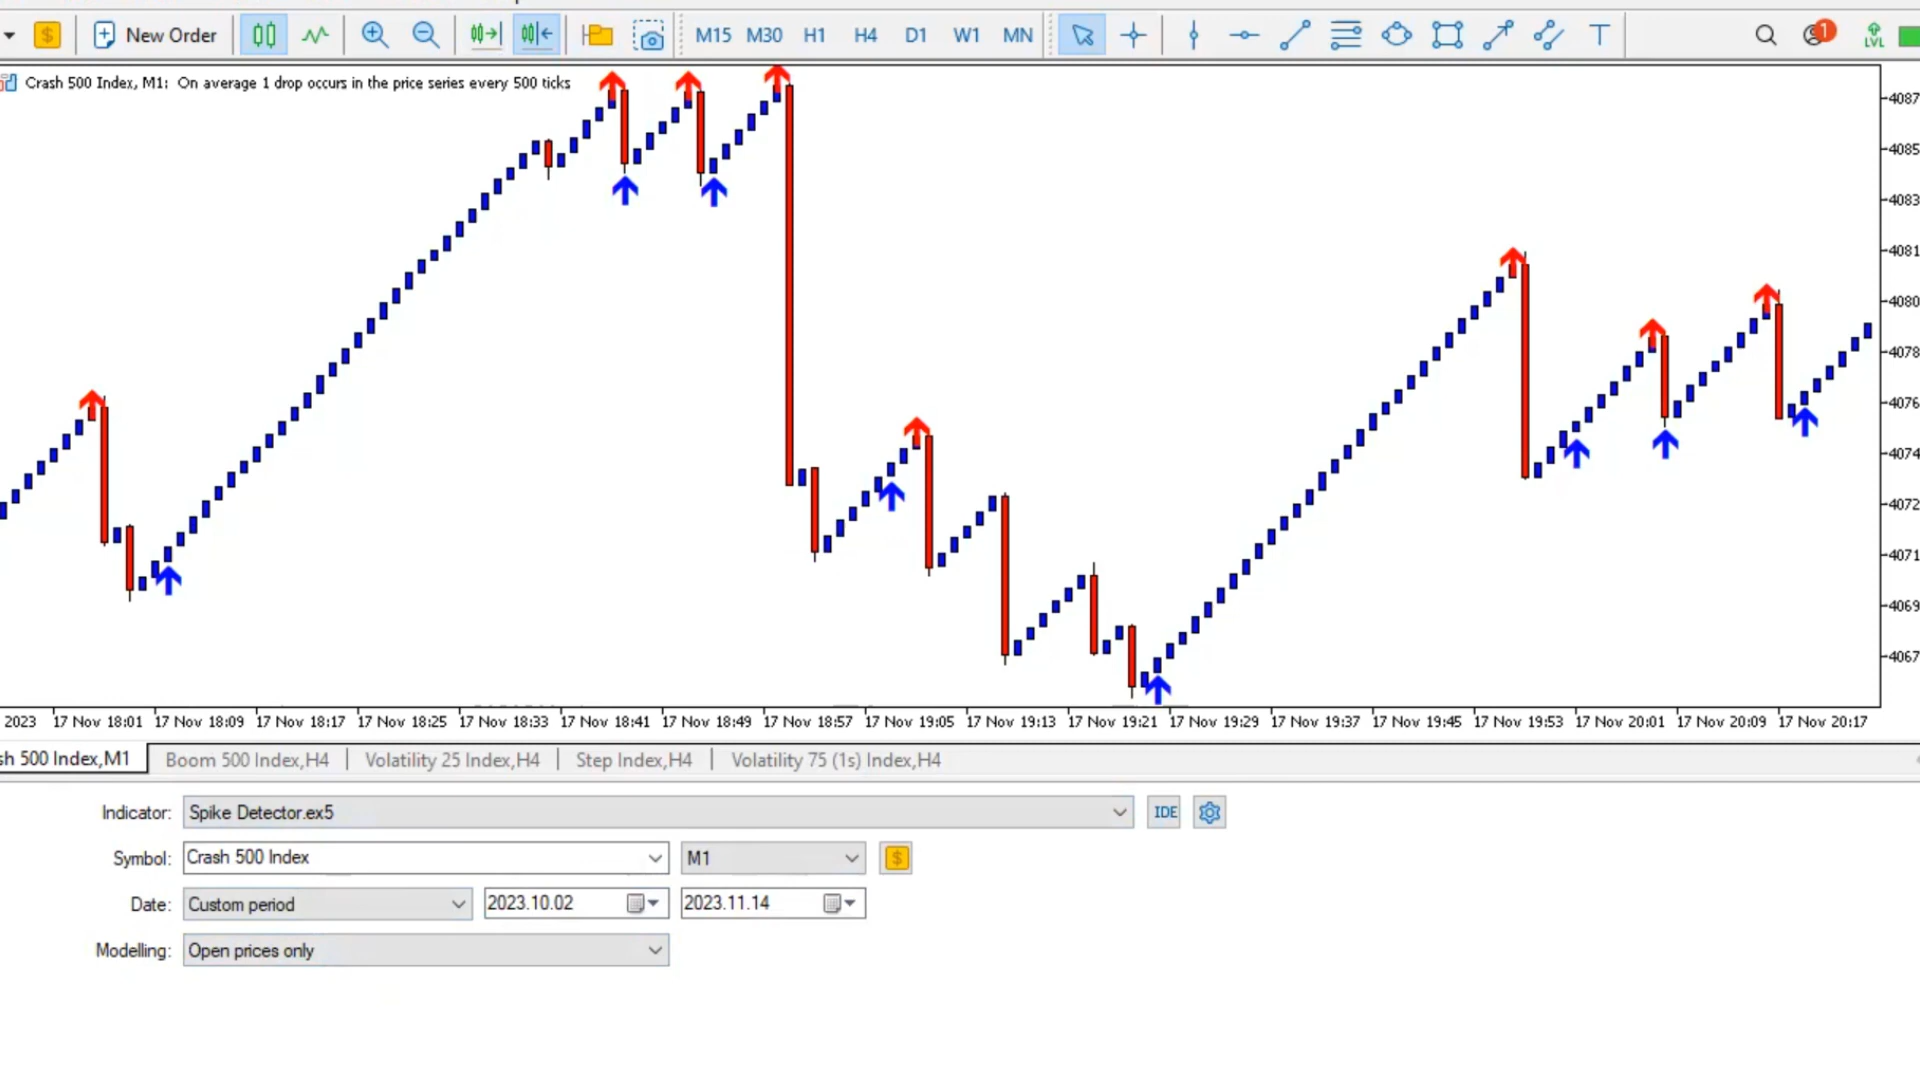 $ New Order M15 M30 H1 H4 D1 W1 MN T 1 LVL
Crash 500 Index, M1: On average 1 drop occurs in the price series every 500 ticks
4087
4085
4083
4081
4080
4078
4076
4074
4072
4071
4069
4067
2023 17 Nov 18:01 17 Nov 18:09 17 Nov 18:17 17 Nov 18:25 17 Nov 18:33 17 Nov 18:41 17 Nov 18:49 17 Nov 18:57 17 Nov 19:05 17 Nov 19:13 17 Nov 19:21 17 Nov 19:29 17 Nov 19:37 17 Nov 19:45 17 Nov 19:53 17 Nov 20:01 17 Nov 20:09 17 Nov 20:17
sh 500 Index,M1 Boom 500 Index,H4 Volatility 25 Index,H4 Step Index,H4 Volatility 75 (1s) Index,H4
Indicator: Spike Detector.ex5 IDE
Symbol: Crash 500 Index M1 $
Date: Custom period 2023.10.02 2023.11.14
Modelling: Open prices only